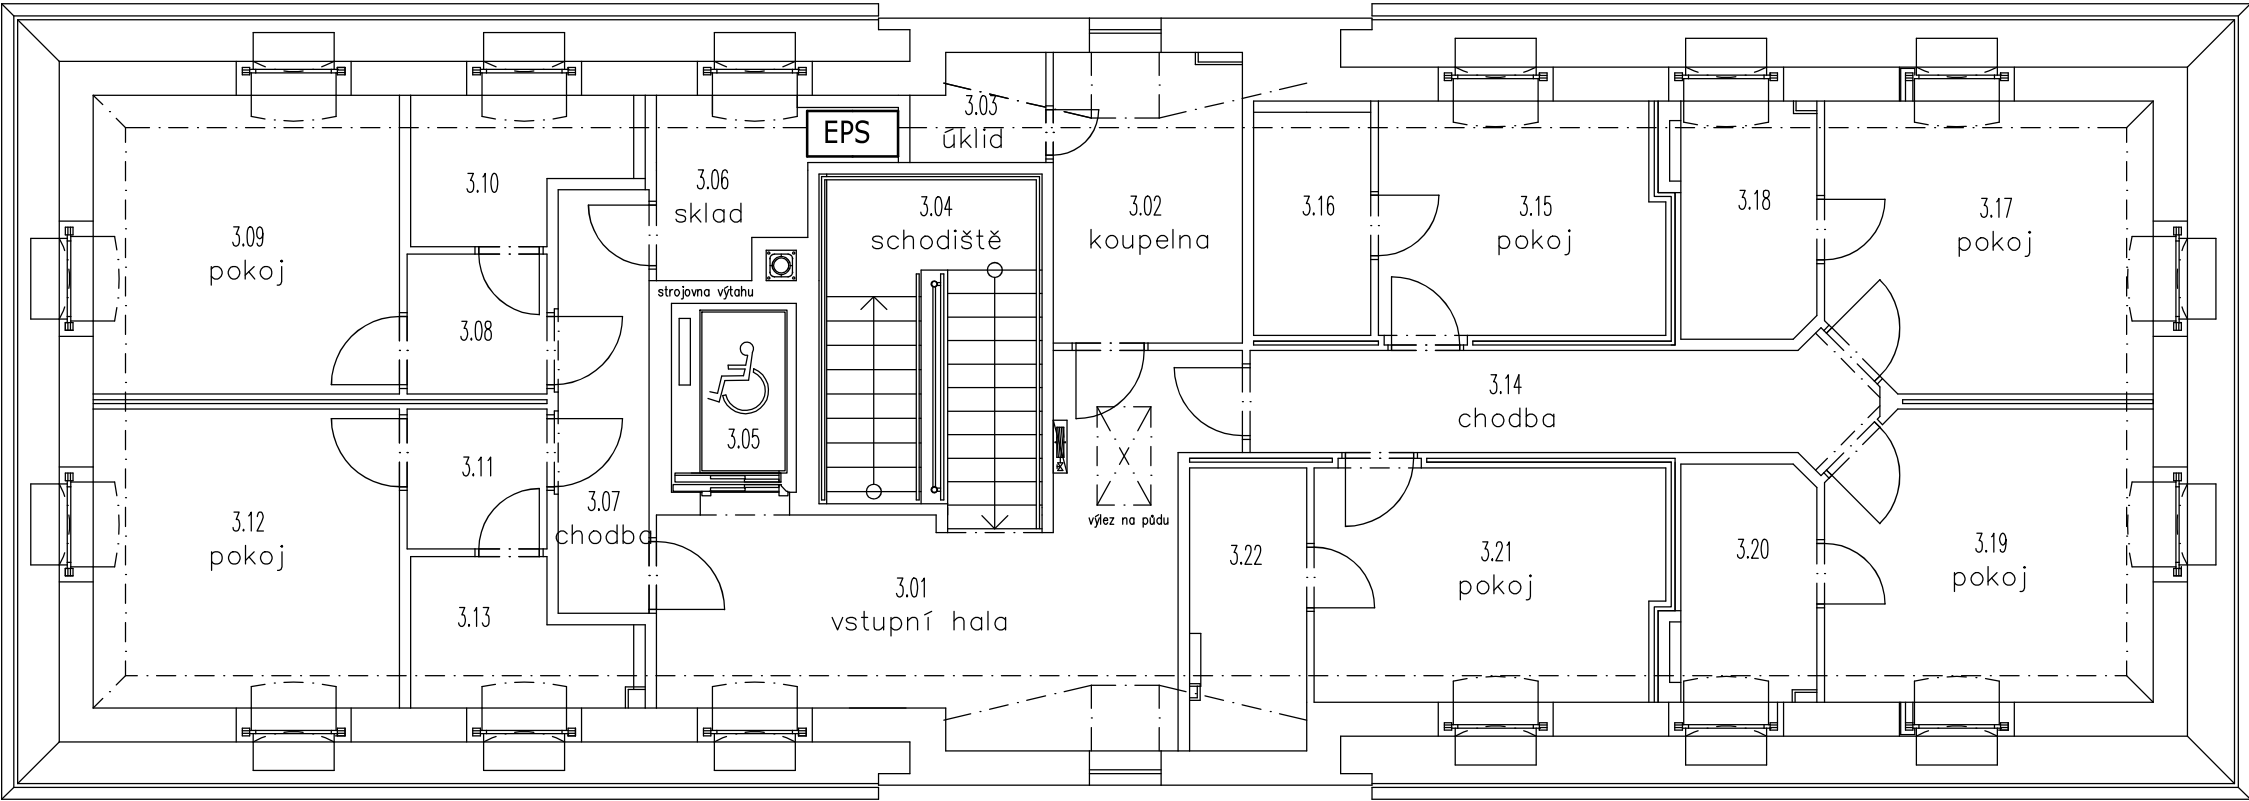 3.03
úklid
EPS
3.10
3.06
sklad
3.04
schodiště
3.02
koupelna
3.16
3.15
pokoj
3.18
3.17
pokoj
3.09
pokoj
strojovna výtahu
3.08
3.14
chodba
3.05
3.11
3.07
chodba
3.12
pokoj
výlez na půdu
3.22
3.21
pokoj
3.20
3.19
pokoj
3.01
vstupní hala
3.13